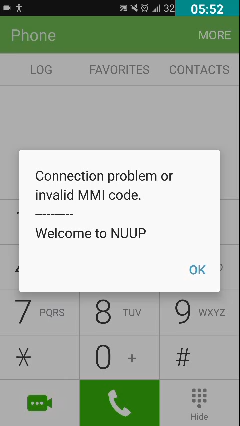 32 05:52
Phone MORE
LOG FAVORITES CONTACTS
Connection problem or
invalid MMI code.
--------
Welcome to NUUP
OK
7 PQRS 8 TUV 9 WXYZ
* 0 + #
Hide